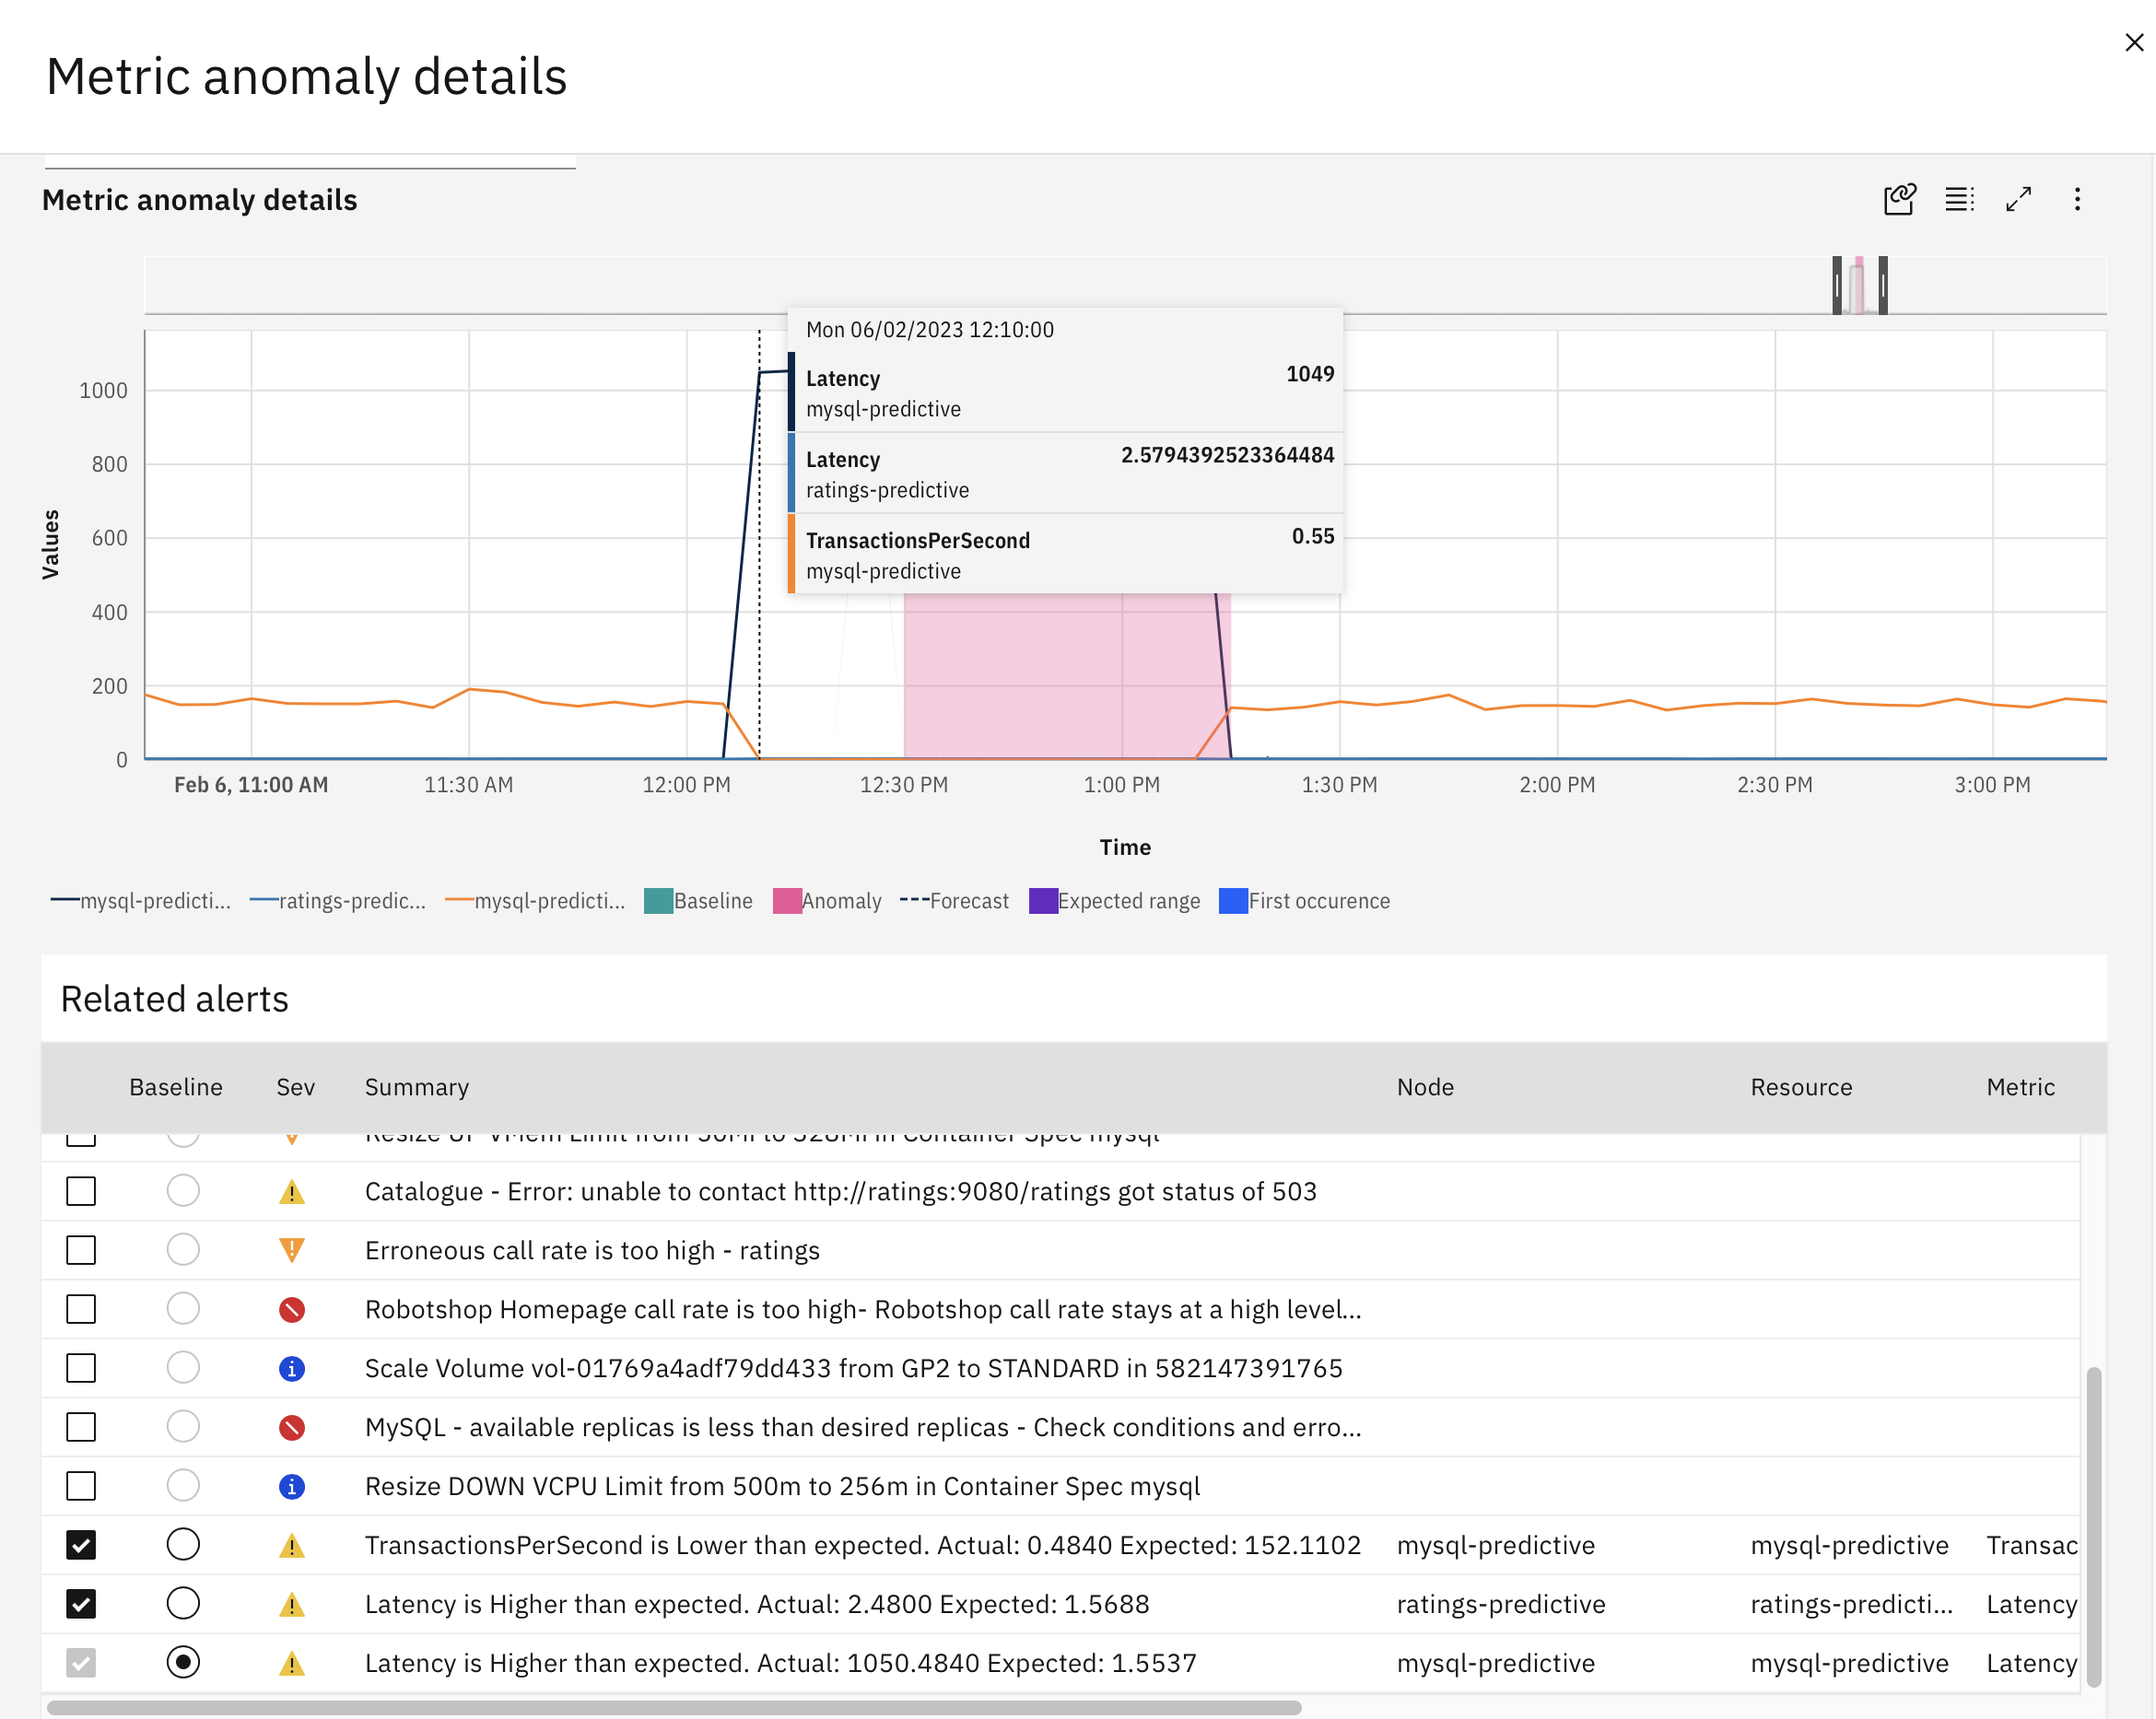 Metric anomaly details
Metric anomaly details
Mon 06/02/2023 12:10:00
Latency 1049
mysql-predictive
Latency 2.5794392523364484
ratings-predictive
TransactionsPerSecond 0.55
mysql-predictive
Values
1000
800
600
400
200
0
Feb 6, 11:00 AM 11:30 AM 12:00 PM 12:30 PM 1:00 PM 1:30 PM 2:00 PM 2:30 PM 3:00 PM
Time
mysql-predicti... ratings-predic... mysql-predicti... Baseline Anomaly Forecast Expected range First occurence
Related alerts
Baseline Sev Summary Node Resource Metric
Resize UP VMem Limit from to in Container Spec mysql
Catalogue - Error: unable to contact http://ratings:9080/ratings got status of 503
Erroneous call rate is too high - ratings
Robotshop Homepage call rate is too high- Robotshop call rate stays at a high level...
Scale Volume vol-01769a4adf79dd433 from GP2 to STANDARD in 582147391765
MySQL - available replicas is less than desired replicas - Check conditions and erro...
Resize DOWN VCPU Limit from 500m to 256m in Container Spec mysql
TransactionsPerSecond is Lower than expected. Actual: 0.4840 Expected: 152.1102 mysql-predictive mysql-predictive Transac
Latency is Higher than expected. Actual: 2.4800 Expected: 1.5688 ratings-predictive ratings-predicti... Latency
Latency is Higher than expected. Actual: 1050.4840 Expected: 1.5537 mysql-predictive mysql-predictive Latency